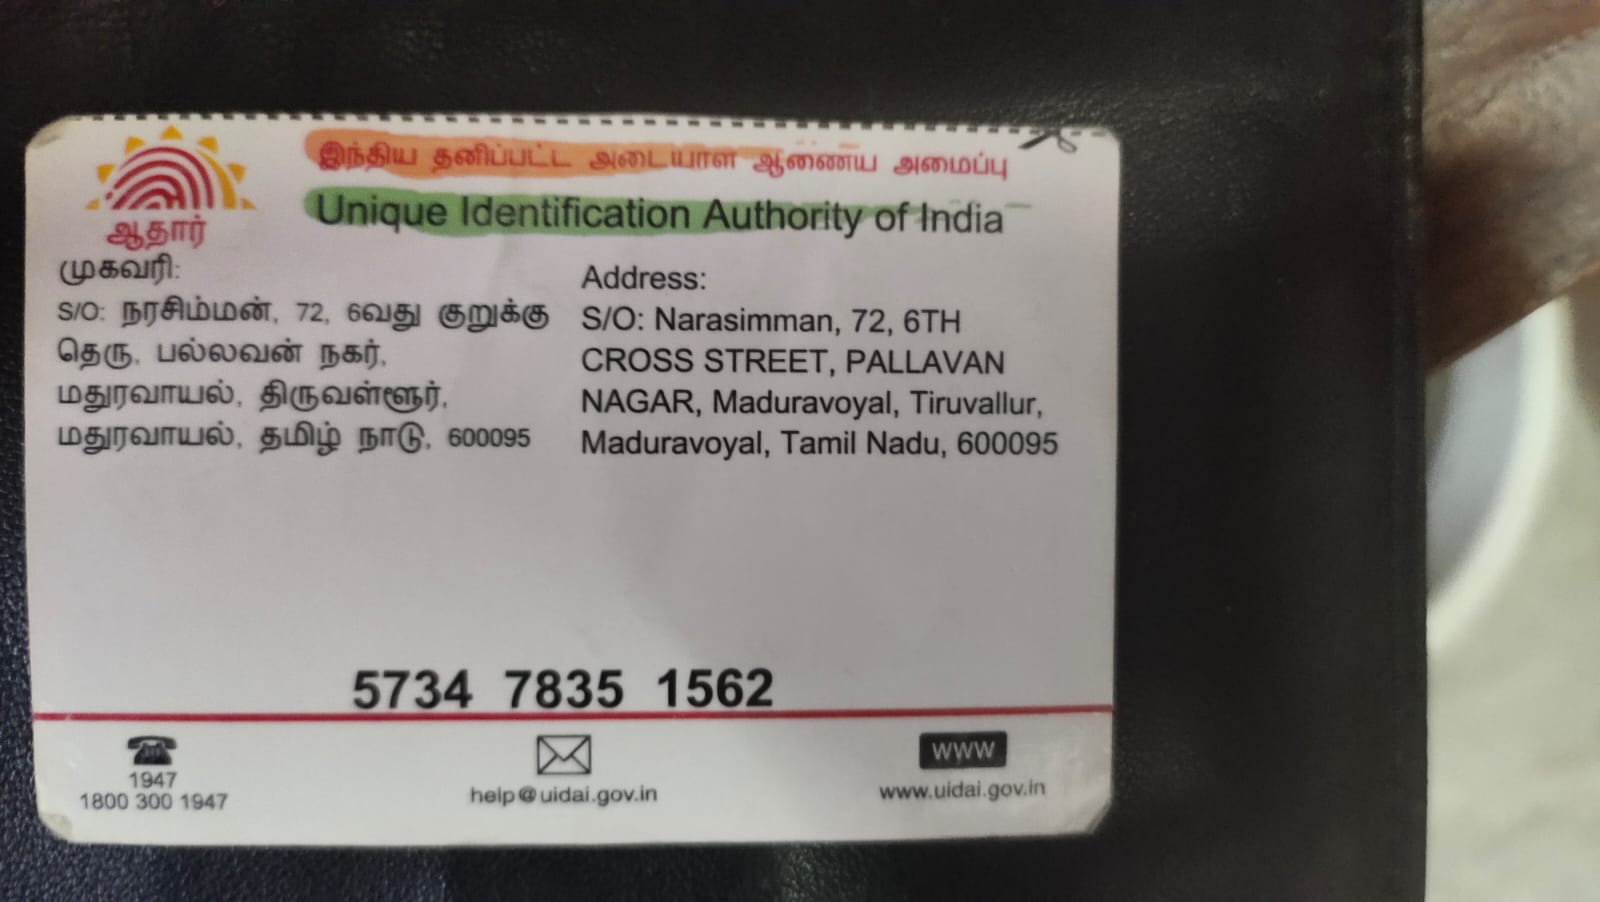 ஆதார்
இந்திய தனிப்பட்ட அடையாள ஆணைய அமைப்பு
Unique Identification Authority of India
முகவரி:
S/O: நரசிம்மன், 72, 6வது குறுக்கு
தெரு, பல்லவன் நகர்,
மதுரவாயல், திருவள்ளூர்,
மதுரவாயல், தமிழ் நாடு, 600095
Address:
S/O: Narasimman, 72, 6TH
CROSS STREET, PALLAVAN
NAGAR, Maduravoyal, Tiruvallur,
Maduravoyal, Tamil Nadu, 600095
5734 7835 1562
1947
1800 300 1947
help@uidai.gov.in
WWW
www.uidai.gov.in